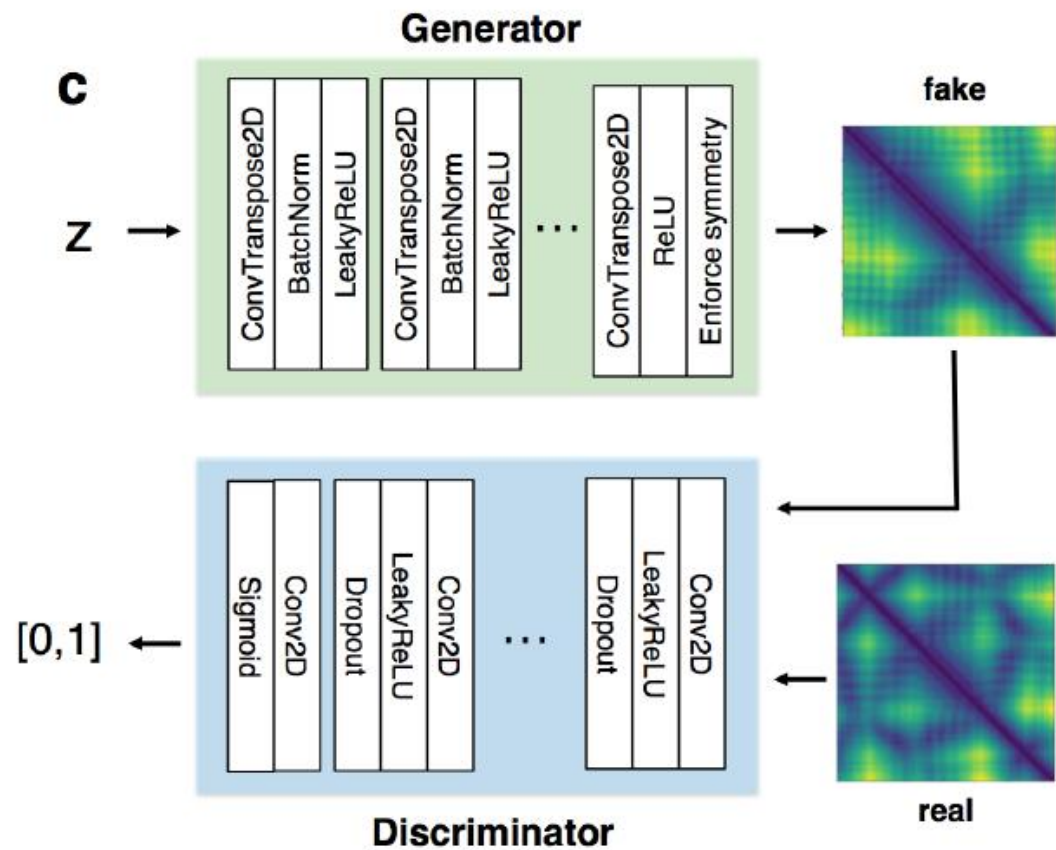 Generator
c
z
ConvTranspose2D
BatchNorm
LeakyReLU
ConvTranspose2D
BatchNorm
LeakyReLU
...
ConvTranspose2D
ReLU
Enforce symmetry
fake
[0,1]
Sigmoid
Conv2D
Dropout
LeakyReLU
Conv2D
...
Dropout
LeakyReLU
Conv2D
real
Discriminator